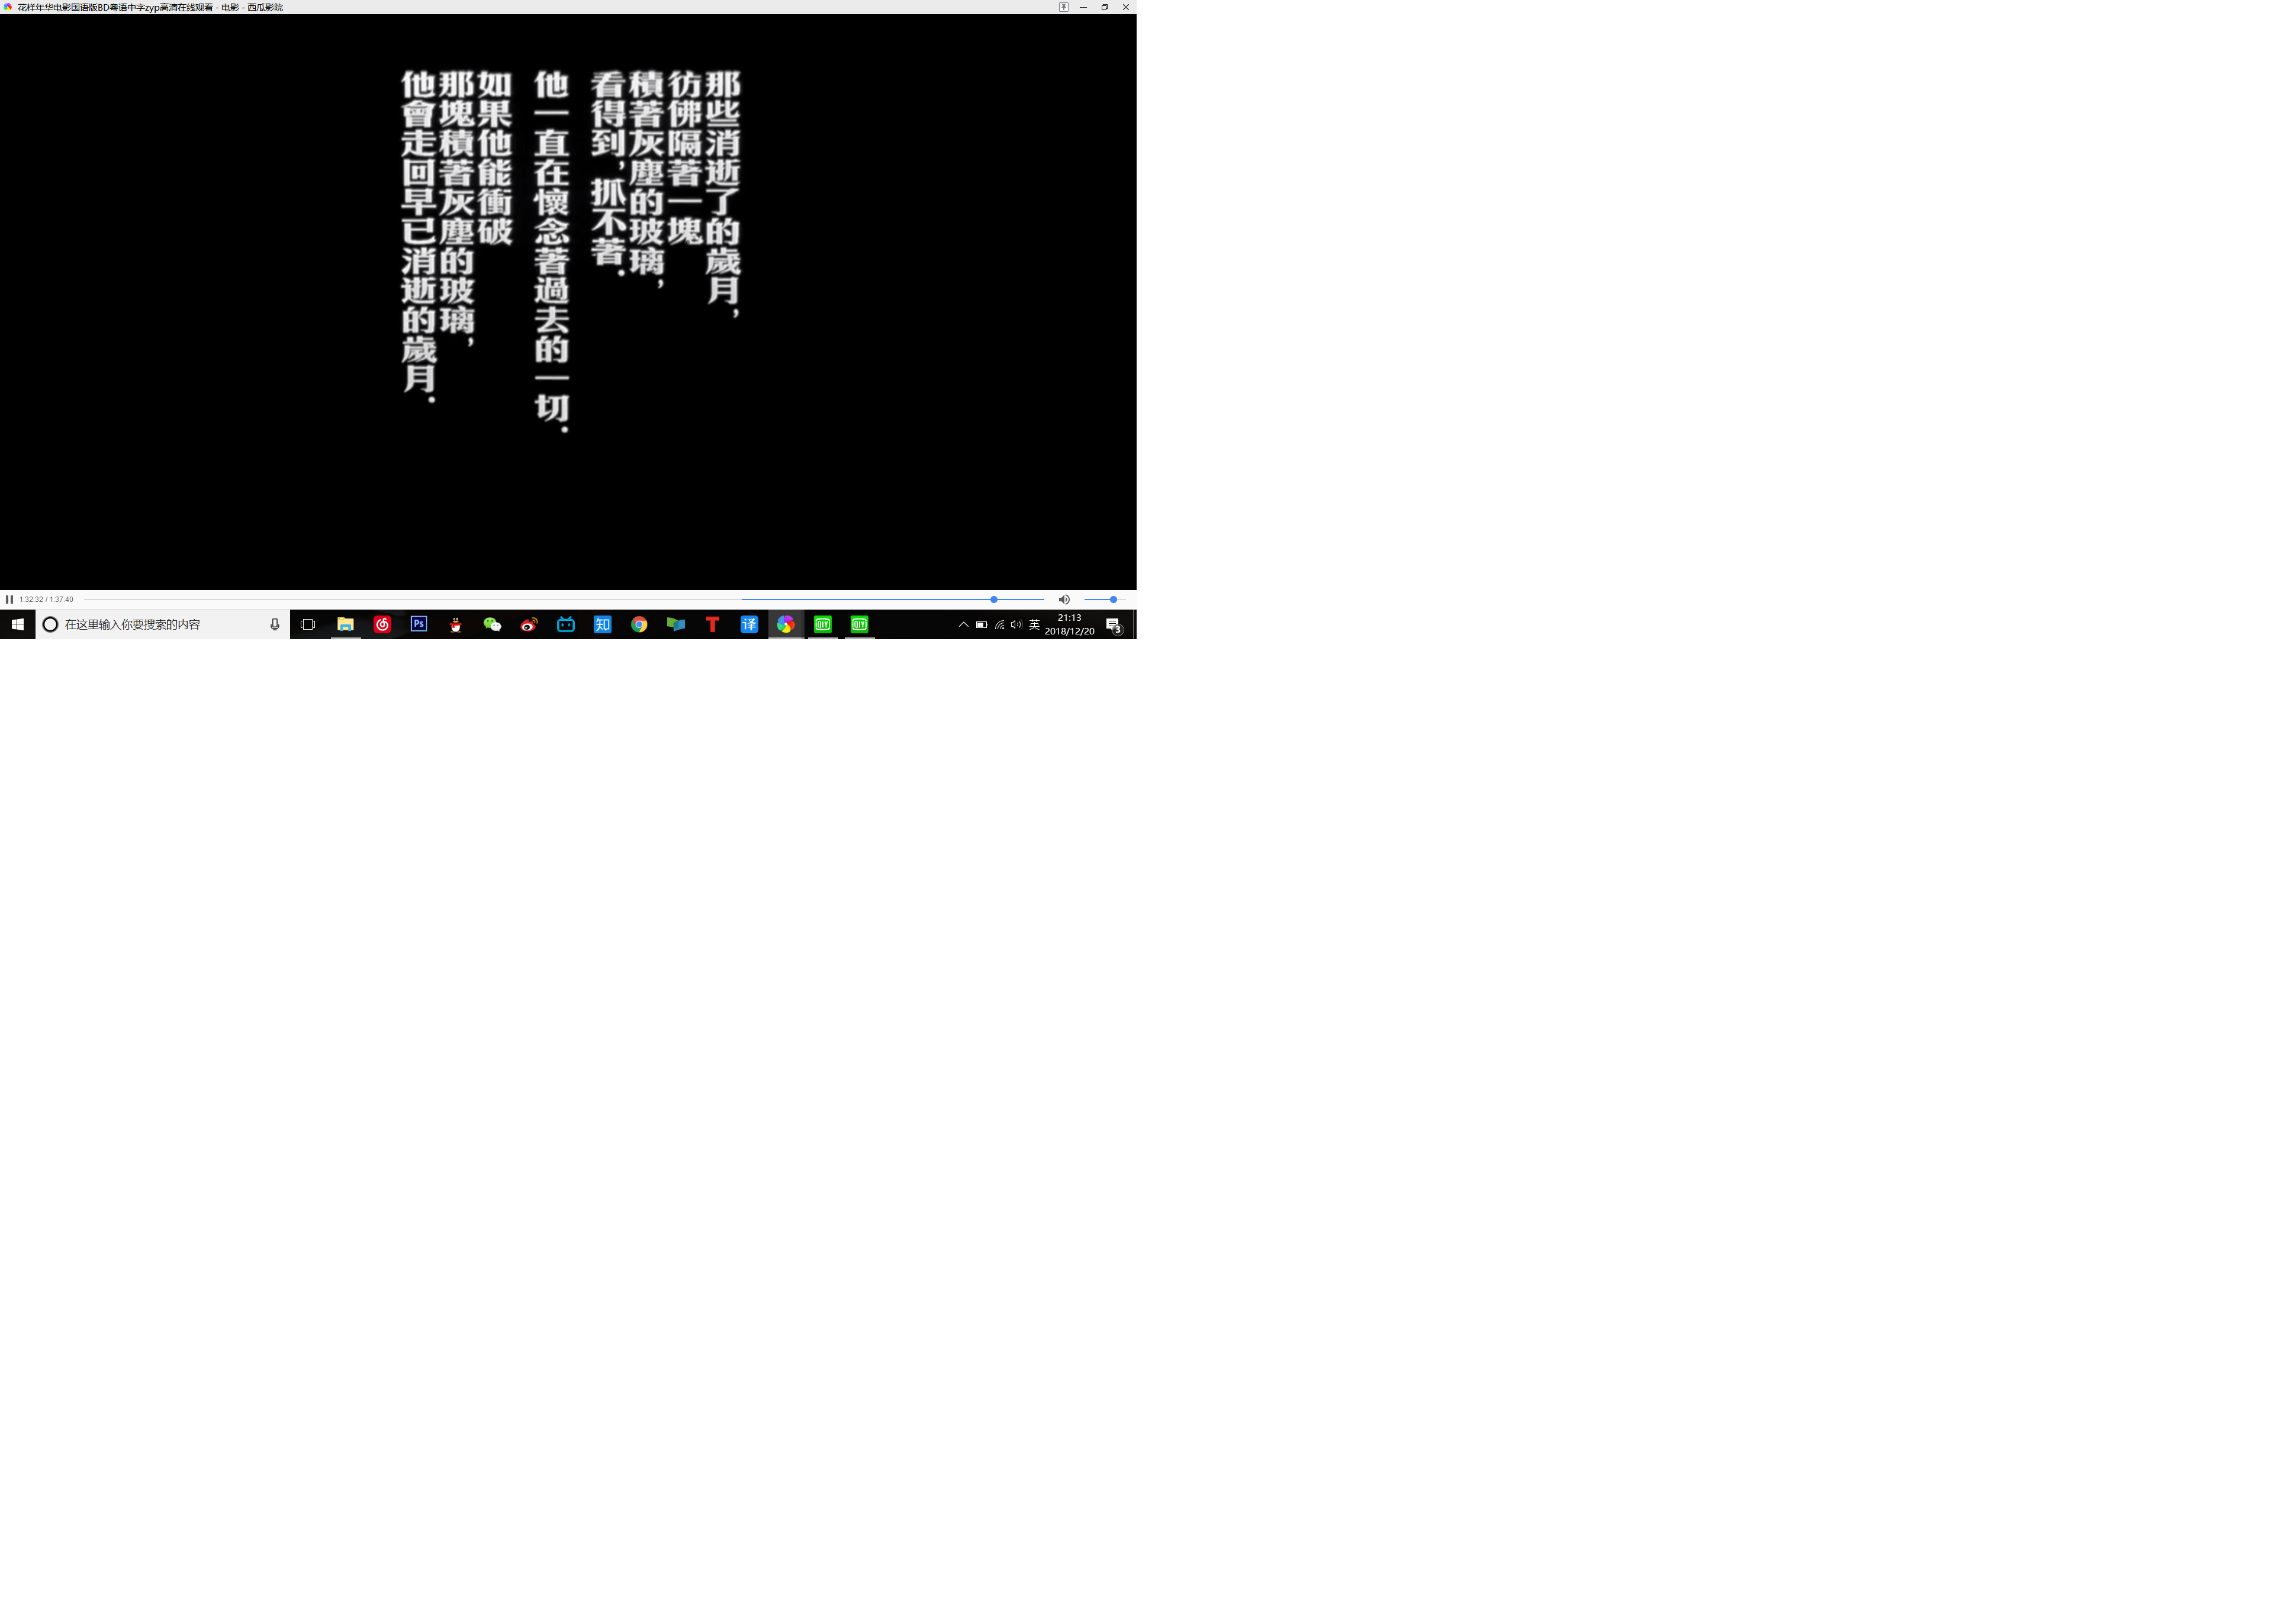 花样年华电影国语版BD粤语中字zyp高清在线观看 - 电影 - 西瓜影院
那些消逝了的歲月，
彷佛隔著一塊
積著灰塵的玻璃，
看得到，抓不著．
他一直在懷念著過去的一切．
如果他能衝破
那塊積著灰塵的玻璃，
他會走回早已消逝的歲月．
1:32:32 / 1:37:40
在这里输入你要搜索的内容
Ps
知
T
译
QIY
QIY
英
21:13
2018/12/20
3